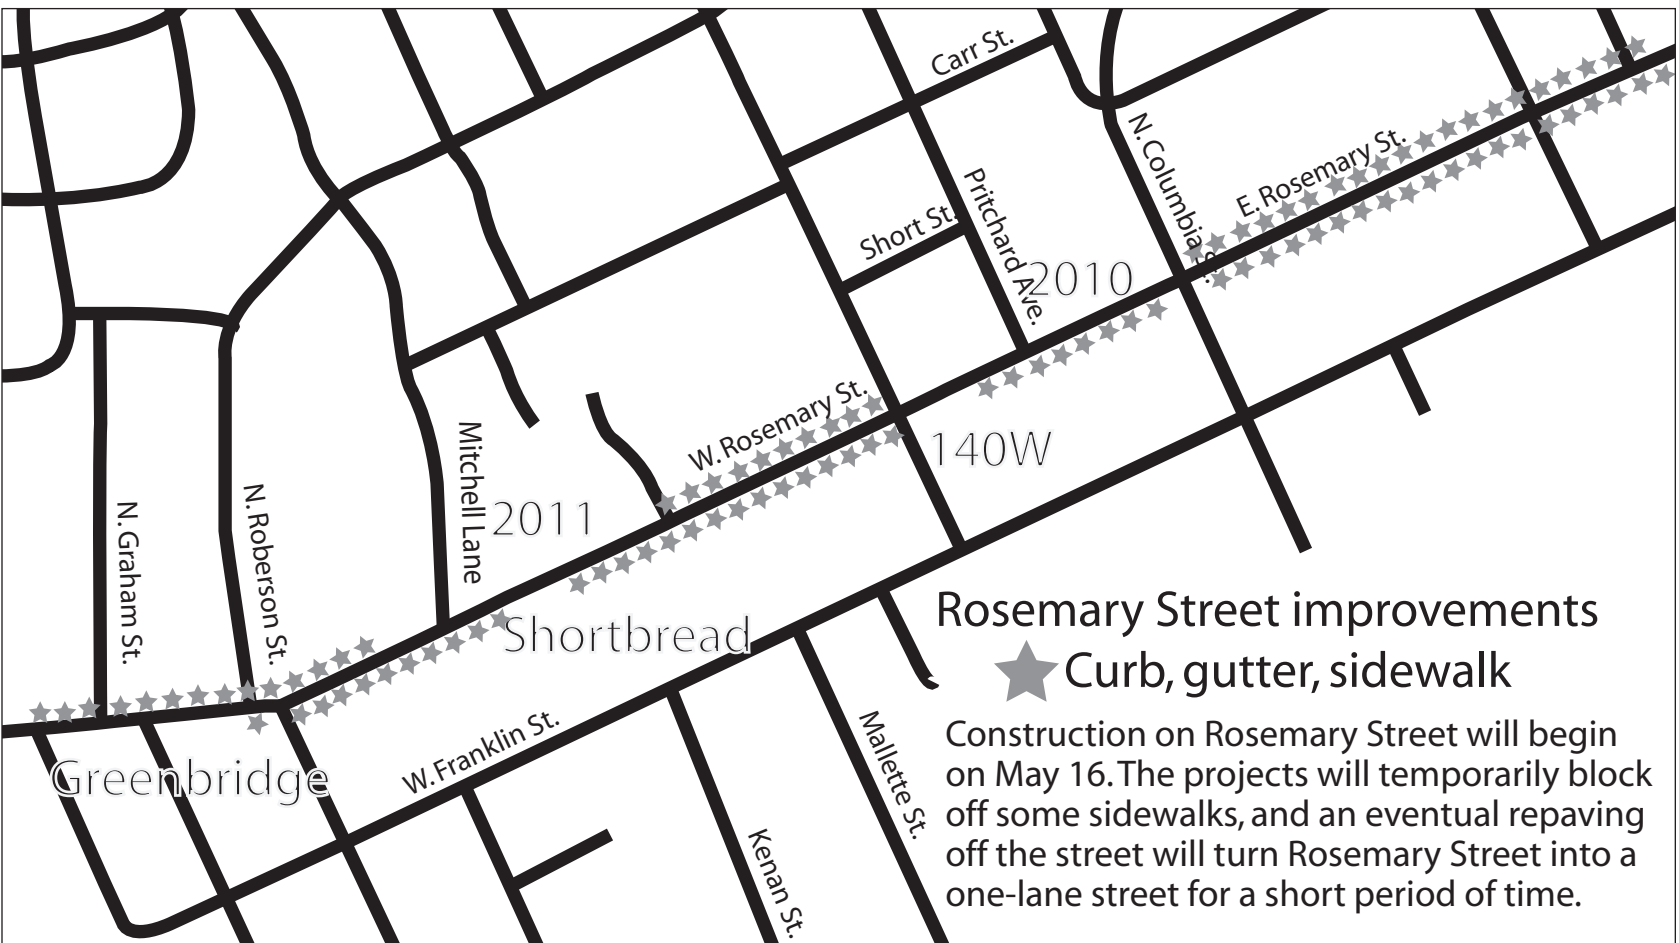 Carr St.
N. Columbia St.
E. Rosemary St.
Pritchard Ave.
Short St.
2010
W. Rosemary St.
140W
Mitchell Lane
2011
N. Graham St.
N. Roberson St.
Shortbread
Greenbridge
W. Franklin St.
Mallette St.
Kenan St.
Rosemary Street improvements
Curb, gutter, sidewalk
Construction on Rosemary Street will begin
on May 16. The projects will temporarily block
off some sidewalks, and an eventual repaving
off the street will turn Rosemary Street into a
one-lane street for a short period of time.